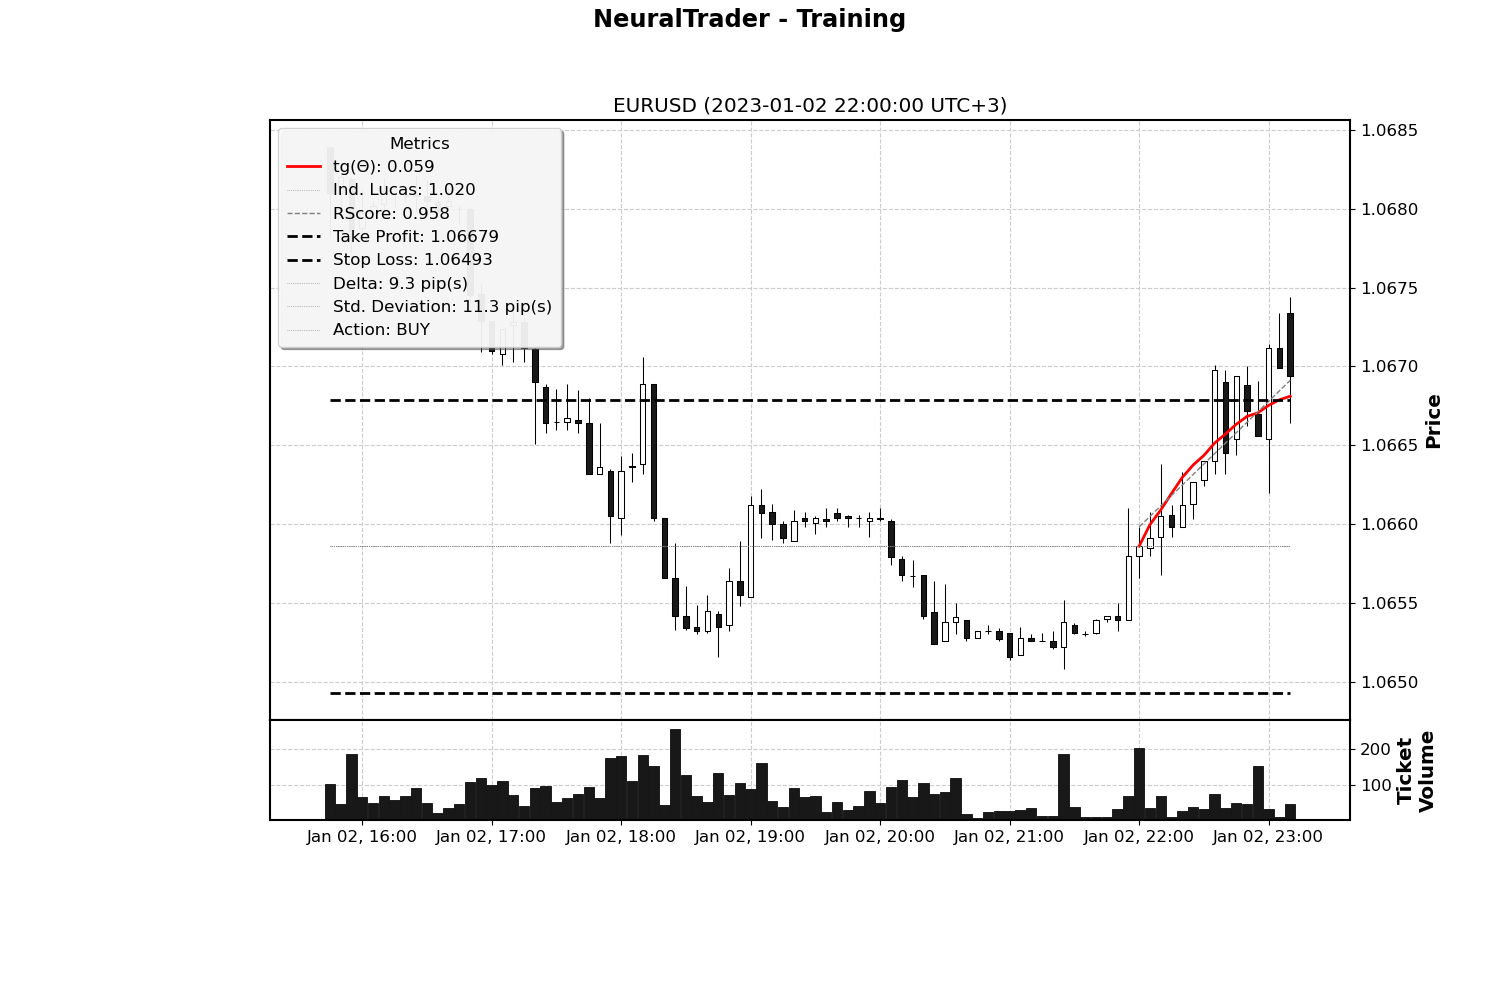 NeuralTrader - Training
EURUSD (2023-01-02 22:00:00 UTC+3)
Metrics
tg(Θ): 0.059
Ind. Lucas: 1.020
RScore: 0.958
Take Profit: 1.06679
Stop Loss: 1.06493
Delta: 9.3 pip(s)
Std. Deviation: 11.3 pip(s)
Action: BUY
1.0685
1.0680
1.0675
1.0670
1.0665
1.0660
1.0655
1.0650
Price
200
100
Ticket
Volume
Jan 02, 16:00
Jan 02, 17:00
Jan 02, 18:00
Jan 02, 19:00
Jan 02, 20:00
Jan 02, 21:00
Jan 02, 22:00
Jan 02, 23:00